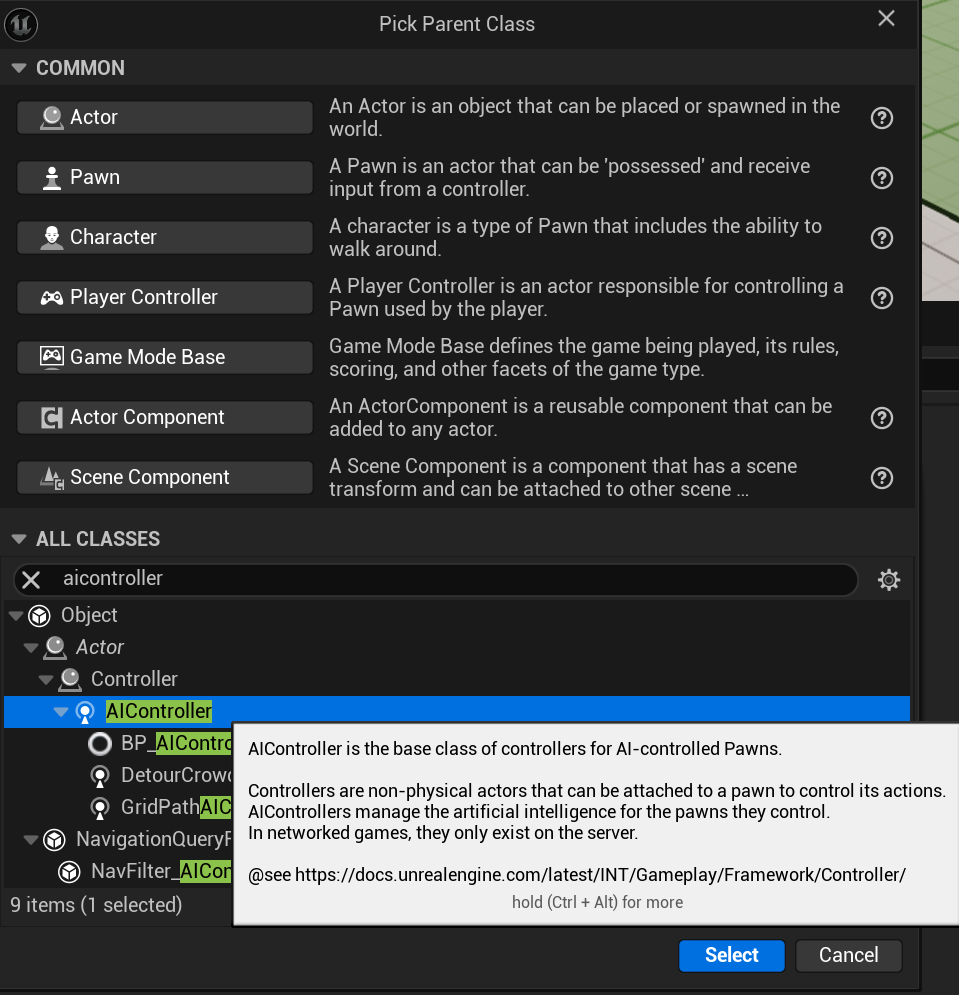 Pick Parent Class
COMMON
Actor
An Actor is an object that can be placed or spawned in the
world.
Pawn
A Pawn is an actor that can be 'possessed' and receive
input from a controller.
Character
A character is a type of Pawn that includes the ability to
walk around.
Player Controller
A Player Controller is an actor responsible for controlling a
Pawn used by the player.
Game Mode Base
Game Mode Base defines the game being played, its rules,
scoring, and other facets of the game type.
Actor Component
An ActorComponent is a reusable component that can be
added to any actor.
Scene Component
A Scene Component is a component that has a scene
transform and can be attached to other scene ...
ALL CLASSES
aicontroller
Object
Actor
Controller
AIController
BP_AIContro
DetourCrowd
GridPathAIC
NavigationQueryF
NavFilter_AICon
9 items (1 selected)
AIController is the base class of controllers for AI-controlled Pawns.
Controllers are non-physical actors that can be attached to a pawn to control its actions.
AIControllers manage the artificial intelligence for the pawns they control.
In networked games, they only exist on the server.
@see https://docs.unrealengine.com/latest/INT/Gameplay/Framework/Controller/
hold (Ctrl + Alt) for more
Select
Cancel